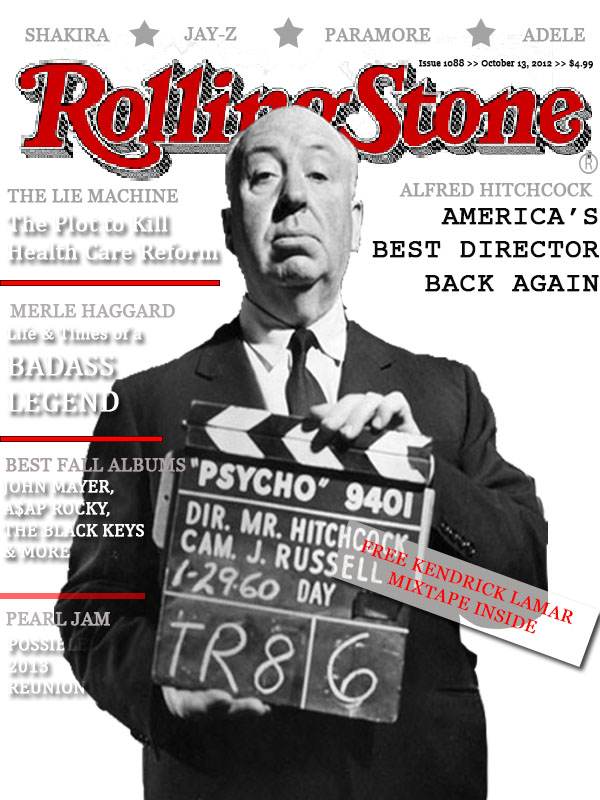 SHAKIRA ★ JAY-Z ★ PARAMORE ★ ADELE
Issue 1088 >> October 13, 2012 >> $4.99
RollingStone
®
THE LIE MACHINE
The Plot to Kill
Health Care Reform
ALFRED HITCHCOCK
AMERICA'S
BEST DIRECTOR
BACK AGAIN
MERLE HAGGARD
Life & Times of a
BADASS
LEGEND
BEST FALL ALBUMS
JOHN MAYER,
A$AP ROCKY,
THE BLACK KEYS
& MORE
PEARL JAM
POSSIBLE
2013
REUNION
"PSYCHO" 9401
DIR. MR. HITCHCOCK
CAM. J. RUSSELL
1-29-60 DAY
TR8 6
FREE KENDRICK LAMAR
MIXTAPE INSIDE